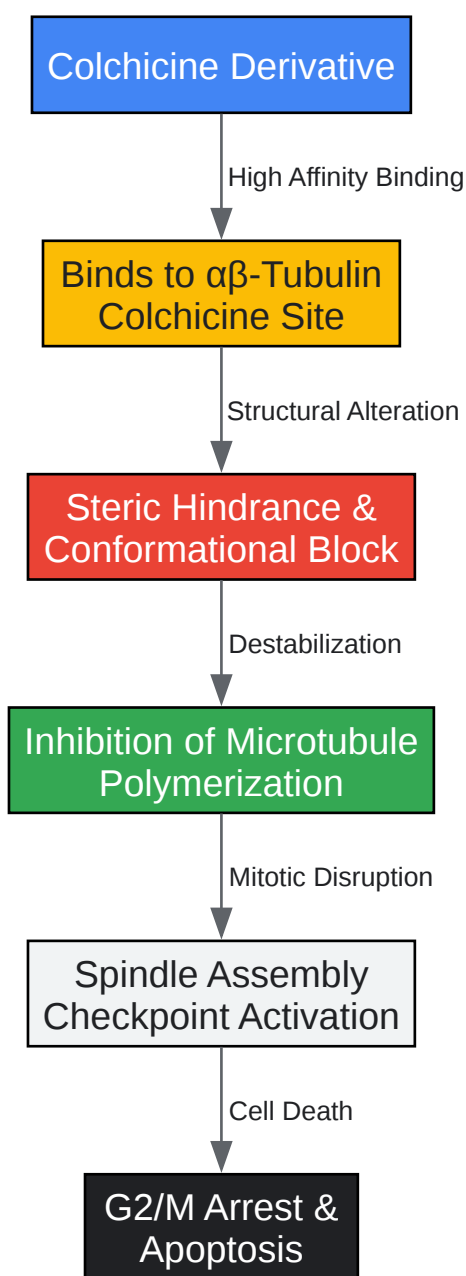 Colchicine Derivative
High Affinity Binding
Binds to αβ-Tubulin
Colchicine Site
Structural Alteration
Steric Hindrance &
Conformational Block
Destabilization
Inhibition of Microtubule
Polymerization
Mitotic Disruption
Spindle Assembly
Checkpoint Activation
Cell Death
G2/M Arrest &
Apoptosis